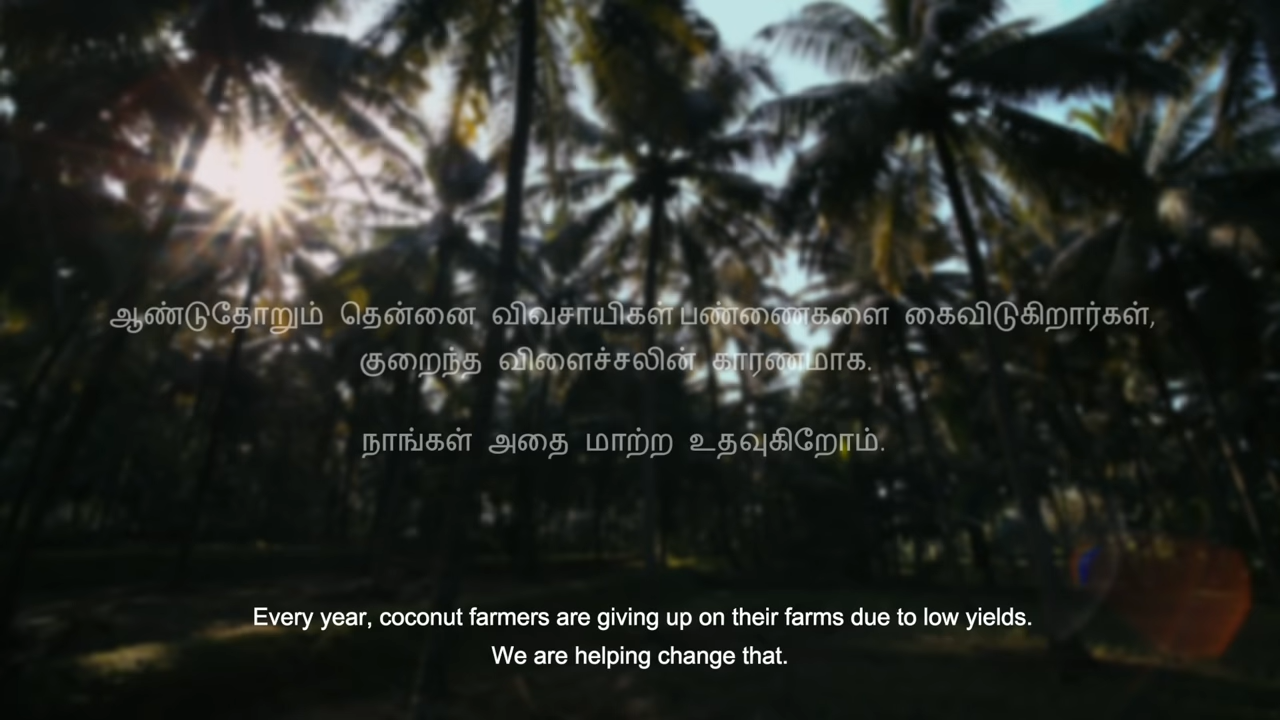 ஆண்டுதோறும் தென்னை விவசாயிகள் பண்ணைகளை கைவிடுகிறார்கள்,
குறைந்த விளைச்சலின் காரணமாக.
நாங்கள் அதை மாற்ற உதவுகிறோம்.
Every year, coconut farmers are giving up on their farms due to low yields.
We are helping change that.